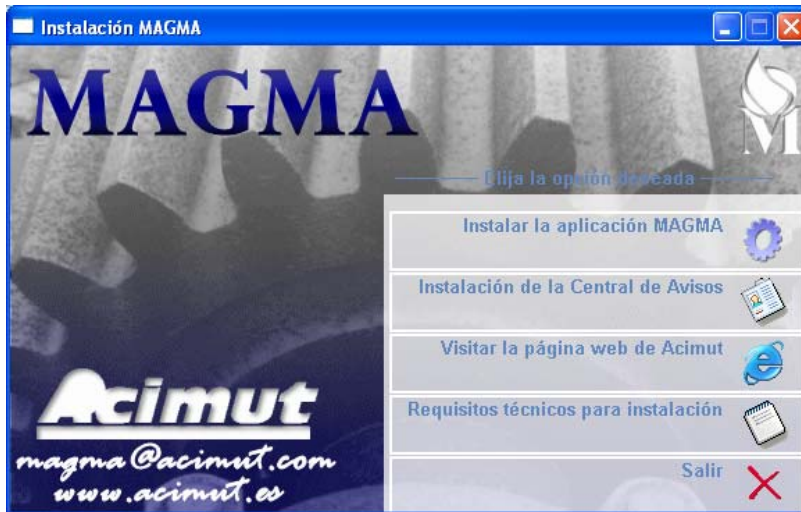 Instalación MAGMA
MAGMA
M
Elija la opción deseada
Instalar la aplicación MAGMA
Instalación de la Central de Avisos
Visitar la página web de Acimut
Requisitos técnicos para instalación
Salir
Acimut
magma@acimut.com
www.acimut.es